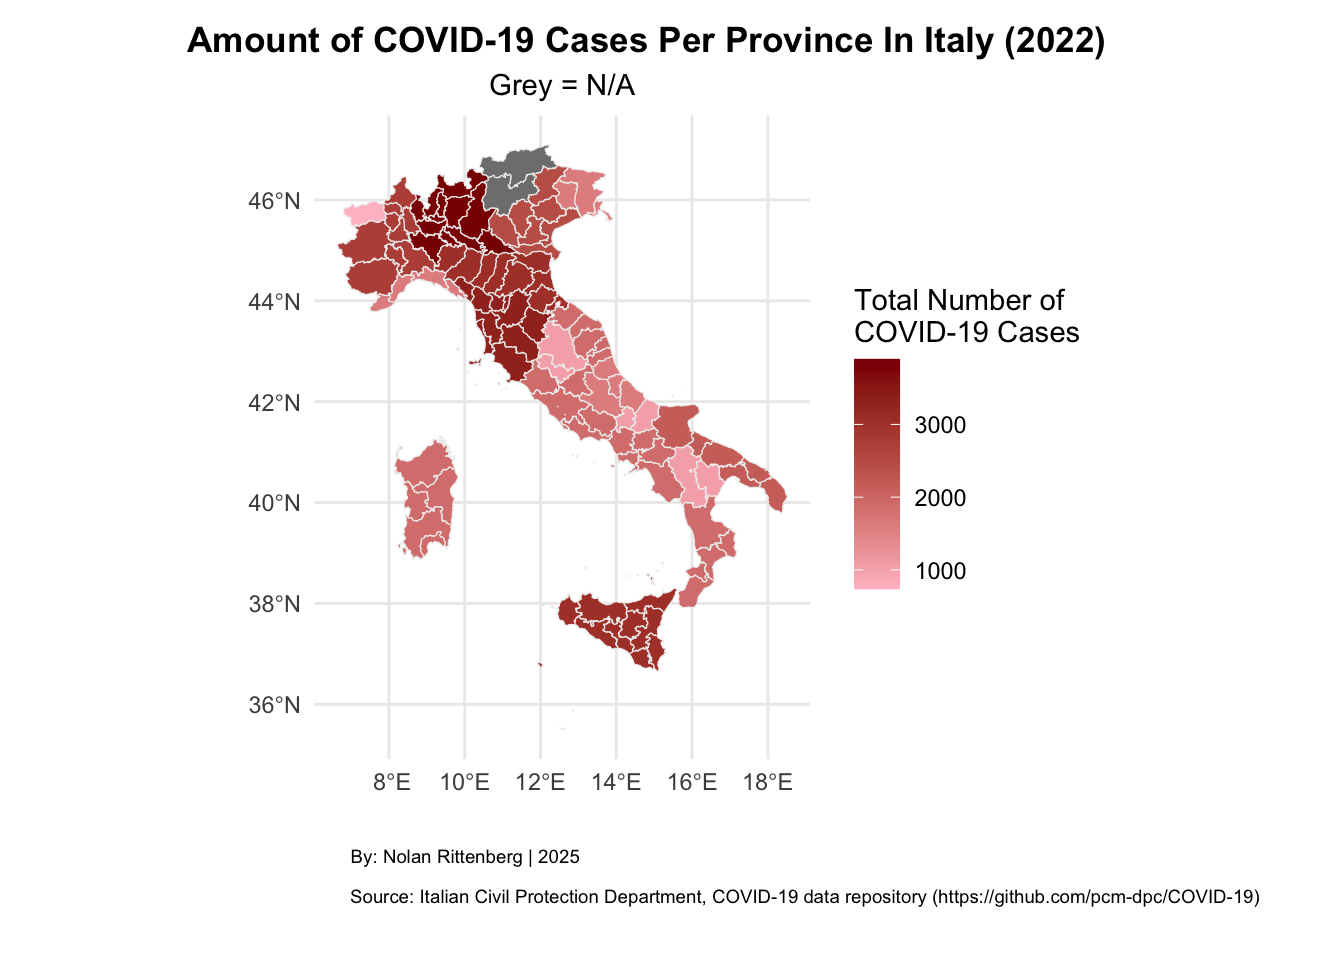 Amount of COVID-19 Cases Per Province In Italy (2022)
Grey = N/A
46°N
44°N
42°N
40°N
38°N
36°N
8°E
10°E
12°E
14°E
16°E
18°E
Total Number of
COVID-19 Cases
3000
2000
1000
By: Nolan Rittenberg | 2025
Source: Italian Civil Protection Department, COVID-19 data repository (https://github.com/pcm-dpc/COVID-19)